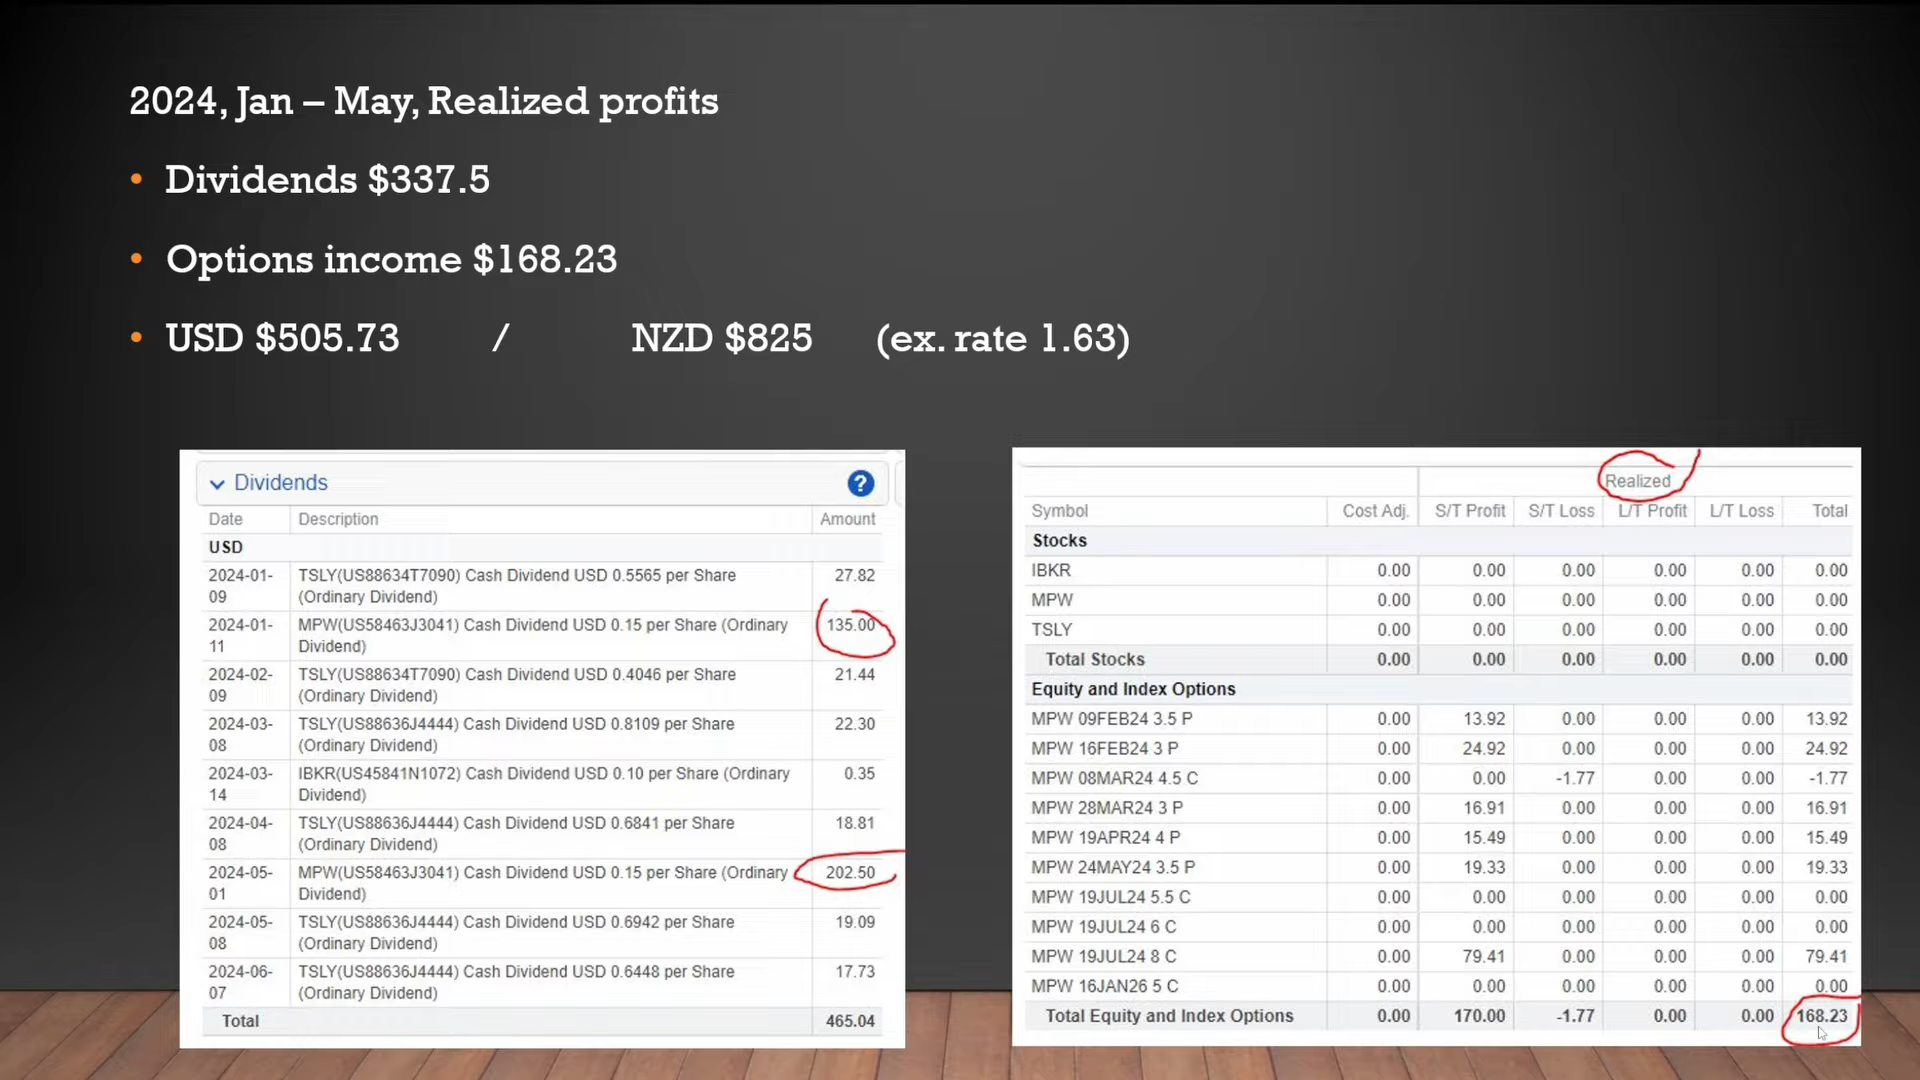 2024, Jan – May, Realized profits
• Dividends $337.5
• Options income $168.23
• USD $505.73 / NZD $825 (ex. rate 1.63)
Dividends ?
Date Description Amount
USD
2024-01- TSLY(US88634T7090) Cash Dividend USD 0.5565 per Share 27.82
09 (Ordinary Dividend)
2024-01- MPW(US58463J3041) Cash Dividend USD 0.15 per Share (Ordinary 135.00
11 Dividend)
2024-02- TSLY(US88634T7090) Cash Dividend USD 0.4046 per Share 21.44
09 (Ordinary Dividend)
2024-03- TSLY(US88636J4444) Cash Dividend USD 0.8109 per Share 22.30
08 (Ordinary Dividend)
2024-03- IBKR(US45841N1072) Cash Dividend USD 0.10 per Share (Ordinary 0.35
14 Dividend)
2024-04- TSLY(US88636J4444) Cash Dividend USD 0.6841 per Share 18.81
08 (Ordinary Dividend)
2024-05- MPW(US58463J3041) Cash Dividend USD 0.15 per Share (Ordinary 202.50
01 Dividend)
2024-05- TSLY(US88636J4444) Cash Dividend USD 0.6942 per Share 19.09
08 (Ordinary Dividend)
2024-06- TSLY(US88636J4444) Cash Dividend USD 0.6448 per Share 17.73
07 (Ordinary Dividend)
Total 465.04
Realized
Symbol Cost Adj. S/T Profit S/T Loss L/T Profit L/T Loss Total
Stocks
IBKR 0.00 0.00 0.00 0.00 0.00 0.00
MPW 0.00 0.00 0.00 0.00 0.00 0.00
TSLY 0.00 0.00 0.00 0.00 0.00 0.00
Total Stocks 0.00 0.00 0.00 0.00 0.00 0.00
Equity and Index Options
MPW 09FEB24 3.5 P 0.00 13.92 0.00 0.00 0.00 13.92
MPW 16FEB24 3 P 0.00 24.92 0.00 0.00 0.00 24.92
MPW 08MAR24 4.5 C 0.00 0.00 -1.77 0.00 0.00 -1.77
MPW 28MAR24 3 P 0.00 16.91 0.00 0.00 0.00 16.91
MPW 19APR24 4 P 0.00 15.49 0.00 0.00 0.00 15.49
MPW 24MAY24 3.5 P 0.00 19.33 0.00 0.00 0.00 19.33
MPW 19JUL24 5.5 C 0.00 0.00 0.00 0.00 0.00 0.00
MPW 19JUL24 6 C 0.00 0.00 0.00 0.00 0.00 0.00
MPW 19JUL24 8 C 0.00 79.41 0.00 0.00 0.00 79.41
MPW 16JAN26 5 C 0.00 0.00 0.00 0.00 0.00 0.00
Total Equity and Index Options 0.00 170.00 -1.77 0.00 0.00 168.23